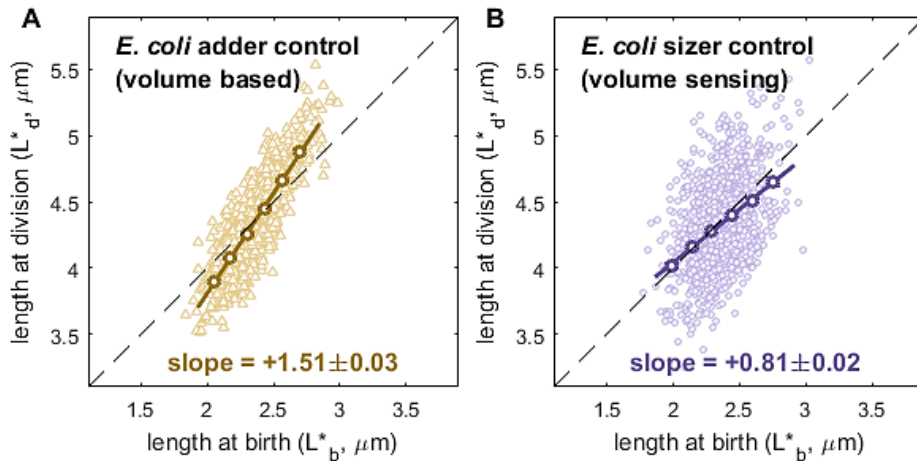 A
E. coli adder control
(volume based)
5.5
5
4.5
4
3.5
length at division (L*d, μm)
slope = +1.51±0.03
1.5 2 2.5 3 3.5
length at birth (L*b, μm)
B
E. coli sizer control
(volume sensing)
5.5
5
4.5
4
3.5
length at division (L*d, μm)
slope = +0.81±0.02
1.5 2 2.5 3 3.5
length at birth (L*b, μm)